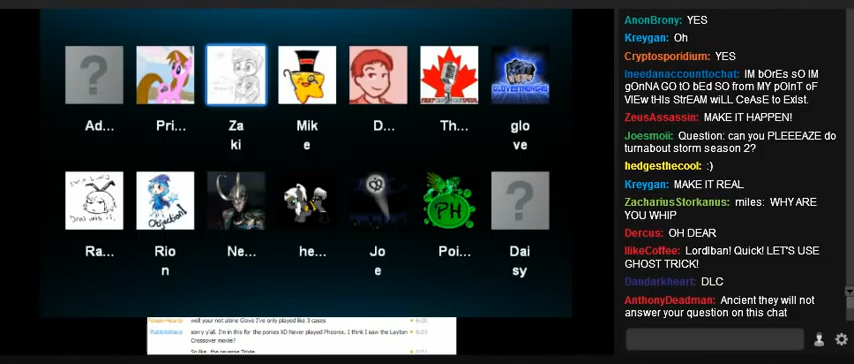 Ad...
Pri...
Za
ki
Mik
e
D...
Th...
glo
ve
Ra...
Rio
n
Ne...
he...
Jo
e
Poi...
Dai
sy
Objection!
PH
GLOVESTRONG!!!
well your not alone Glove I've only played like 3 cases
sorry y'all. I'm in this for the ponies XD Never played Phoenix. I think I saw the Layton
Crossover movie!
AnonBrony: YES
Kreygan: Oh
Cryptosporidium: YES
Ineedanaccounttochat: IM bOrEs sO IM
gOnNA GO tO bEd SO from MY pOInT oF
VIEw tHIs StrEAM wiLL CeAsE to ExIst.
ZeusAssassin: MAKE IT HAPPEN!
Joesmoii: Question: can you PLEEEAZE do
turnabout storm season 2?
hedgesthecool: :)
Kreygan: MAKE IT REAL
ZachariusStorkanus: miles: WHY ARE
YOU WHIP
Dercus: OH DEAR
IlikeCoffee: Lordlban! Quick! LET'S USE
GHOST TRICK!
Dandarkheart: DLC
AnthonyDeadman: Ancient they will not
answer your question on this chat